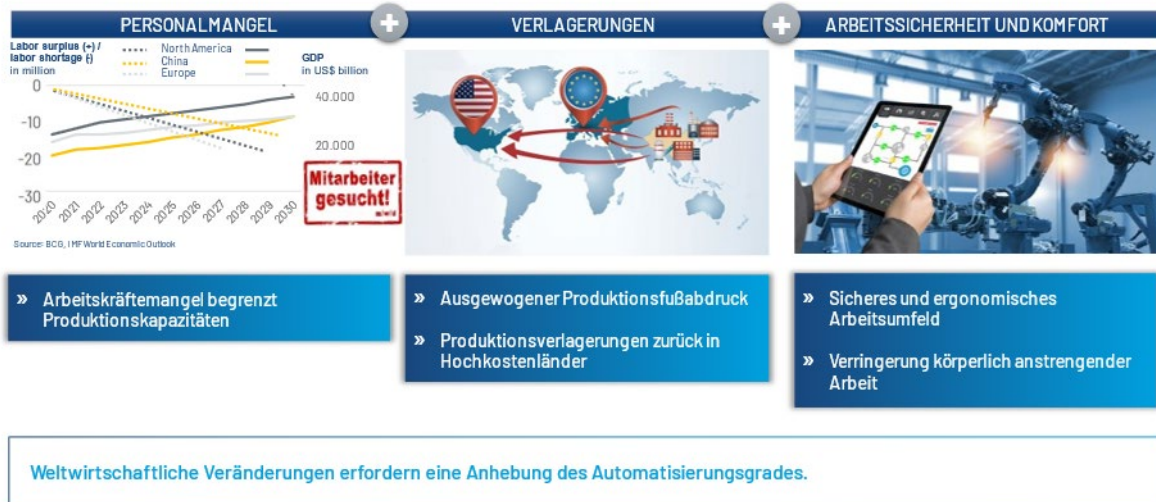 PERSONALMANGEL
Labor surplus (+) /
labor shortage (-)
in million
North America
China
Europe
GDP
in US$ billion
0
-10
-20
-30
40.000
20.000
2020 2021 2022 2023 2024 2025 2026 2027 2028 2029 2030
Mitarbeiter
gesucht!
m/w/d
Source: BCG, IMF World Economic Outlook
» Arbeitskräftemangel begrenzt
Produktionskapazitäten
+
VERLAGERUNGEN
» Ausgewogener Produktionsfußabdruck
» Produktionsverlagerungen zurück in
Hochkostenländer
+
ARBEITSSICHERHEIT UND KOMFORT
» Sicheres und ergonomisches
Arbeitsumfeld
» Verringerung körperlich anstrengender
Arbeit
Weltwirtschaftliche Veränderungen erfordern eine Anhebung des Automatisierungsgrades.